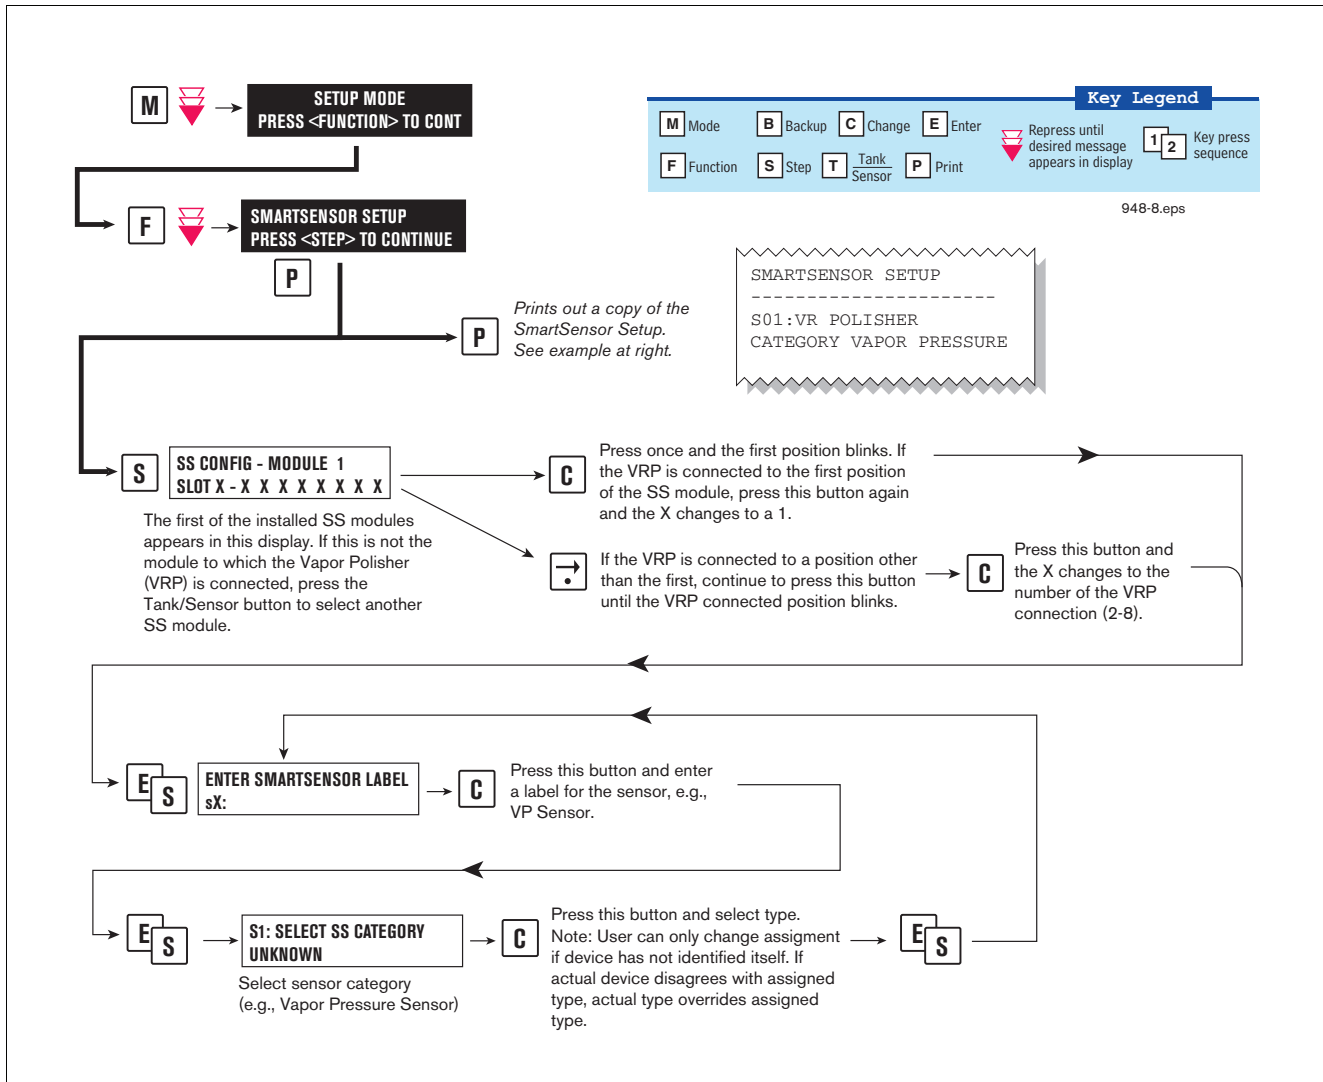 M
SETUP MODE
PRESS <FUNCTION> TO CONT
Key Legend
M Mode
B Backup
C Change
E Enter
F Function
S Step
T Tank
Sensor
P Print
Repress until
desired message
appears in display
1 2
Key press
sequence
948-8.eps
F
SMARTSENSOR SETUP
PRESS <STEP> TO CONTINUE
P
P
Prints out a copy of the
SmartSensor Setup.
See example at right.
SMARTSENSOR SETUP
----------------------
S01:VR POLISHER
CATEGORY VAPOR PRESSURE
S
SS CONFIG - MODULE 1
SLOT X - X X X X X X X X
The first of the installed SS modules
appears in this display. If this is not the
module to which the Vapor Polisher
(VRP) is connected, press the
Tank/Sensor button to select another
SS module.
C
Press once and the first position blinks. If
the VRP is connected to the first position
of the SS module, press this button again
and the X changes to a 1.
If the VRP is connected to a position other
than the first, continue to press this button
until the VRP connected position blinks.
C
Press this button and
the X changes to the
number of the VRP
connection (2-8).
E S
ENTER SMARTSENSOR LABEL
sX:
C
Press this button and enter
a label for the sensor, e.g.,
VP Sensor.
E S
S1: SELECT SS CATEGORY
UNKNOWN
Select sensor category
(e.g., Vapor Pressure Sensor)
C
Press this button and select type.
Note: User can only change assigment
if device has not identified itself. If
actual device disagrees with assigned
type, actual type overrides assigned
type.
E S